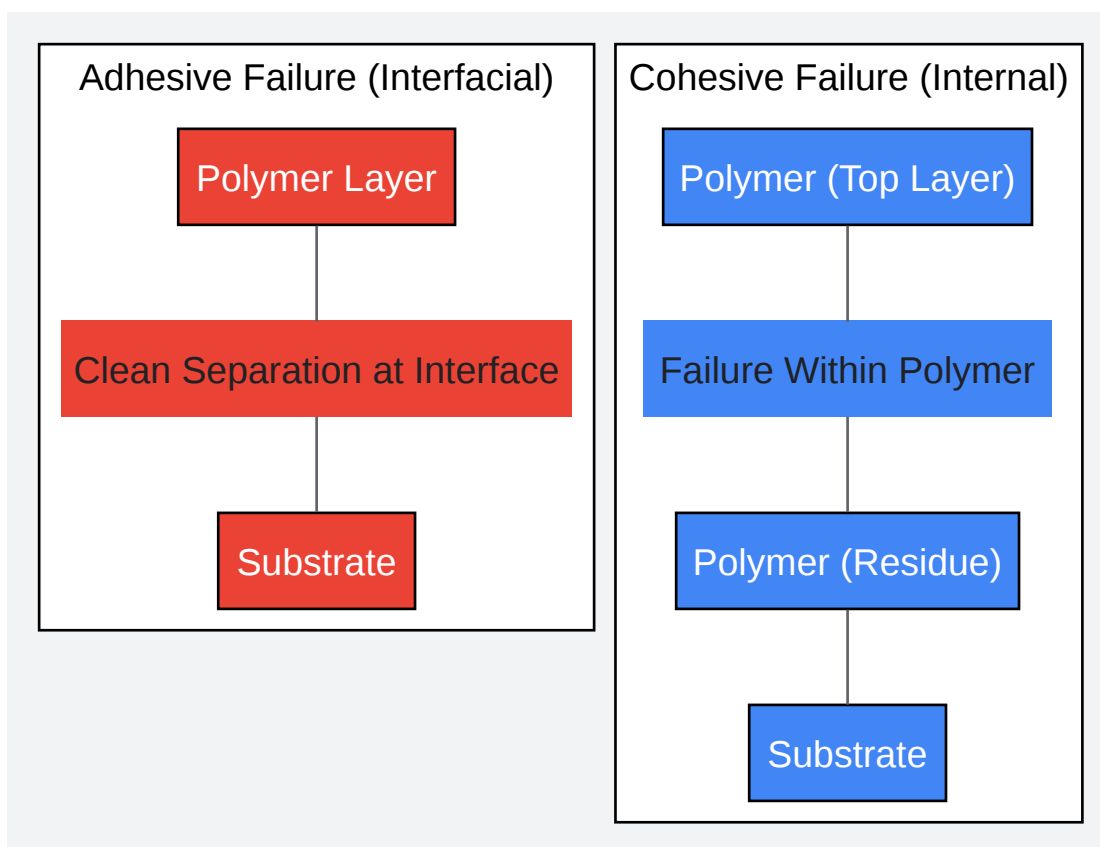 Adhesive Failure (Interfacial)
Polymer Layer
Clean Separation at Interface
Substrate
Cohesive Failure (Internal)
Polymer (Top Layer)
Failure Within Polymer
Polymer (Residue)
Substrate